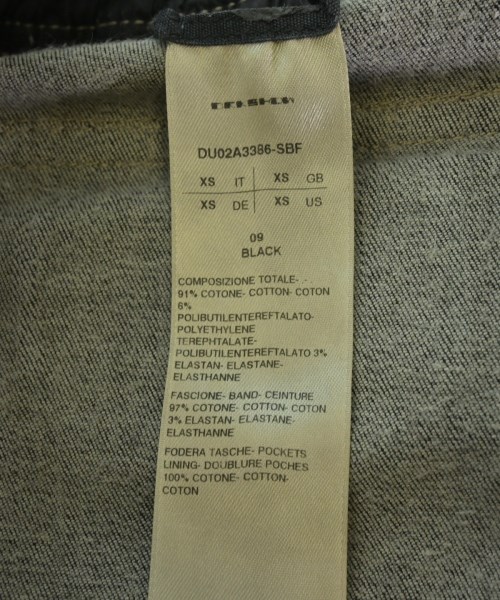 DRKSHDW
DU02A3386-SBF
XS IT XS GB
XS DE XS US
09
BLACK
COMPOSIZIONE TOTALE- -
91% COTONE- COTTON- COTON
6%
POLIBUTILENTEREFTALATO-
POLYETHYLENE
TEREPHTALATE-
POLIBUTILENTEREFTALATO 3%
ELASTAN- ELASTANE-
ELASTHANNE
FASCIONE- BAND- CEINTURE
97% COTONE- COTTON- COTON
3% ELASTAN- ELASTANE-
ELASTHANNE
FODERA TASCHE- POCKETS
LINING- DOUBLURE POCHES
100% COTONE- COTTON-
COTON